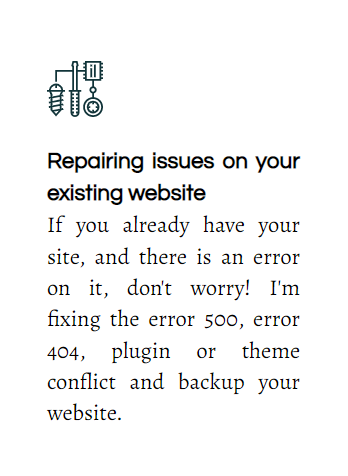 Repairing issues on your
existing website
If you already have your
site, and there is an error
on it, don't worry! I'm
fixing the error 500, error
404, plugin or theme
conflict and backup your
website.